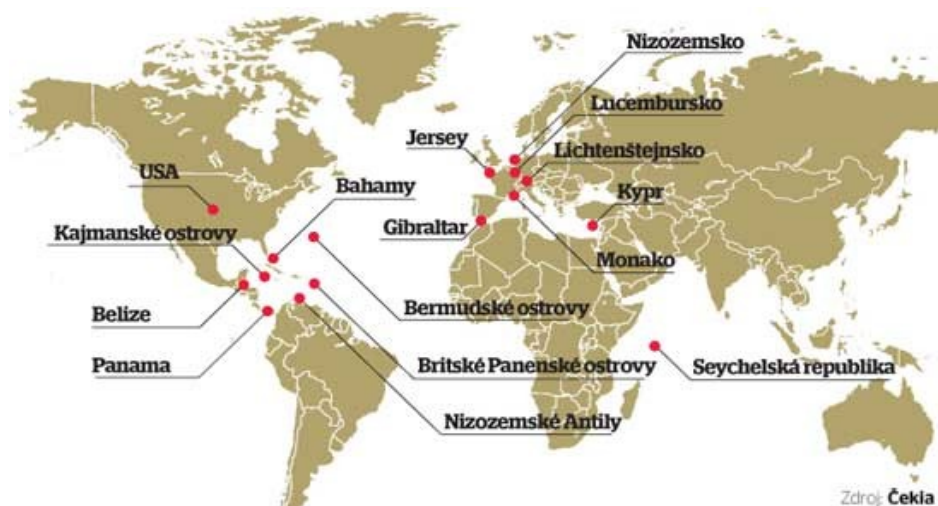 Nizozemsko
Lucembursko
Jersey
Lichtenštejnsko
USA
Bahamy
Kypr
Kajmanské ostrovy
Gibraltar
Monako
Belize
Bermudské ostrovy
Panama
Britské Panenské ostrovy
Seychelská republika
Nizozemské Antily
Zdroj: Čekia